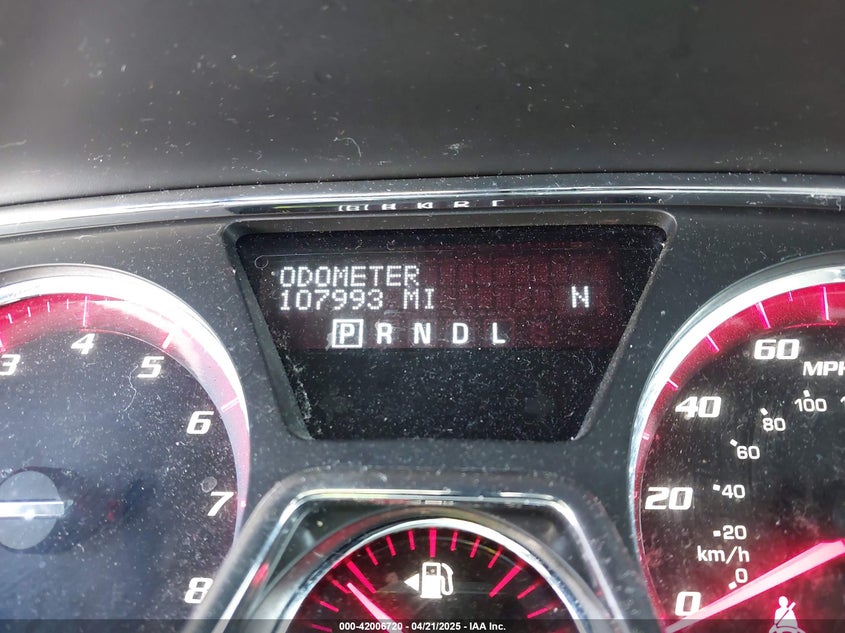 ODOMETER
107993 MI N
P R N D L
3 4 5 6 7 8
60 MPH
40 100
80
60
20 40
20
km/h
0 0
000-42006720 - 04/21/2025 - IAA Inc.